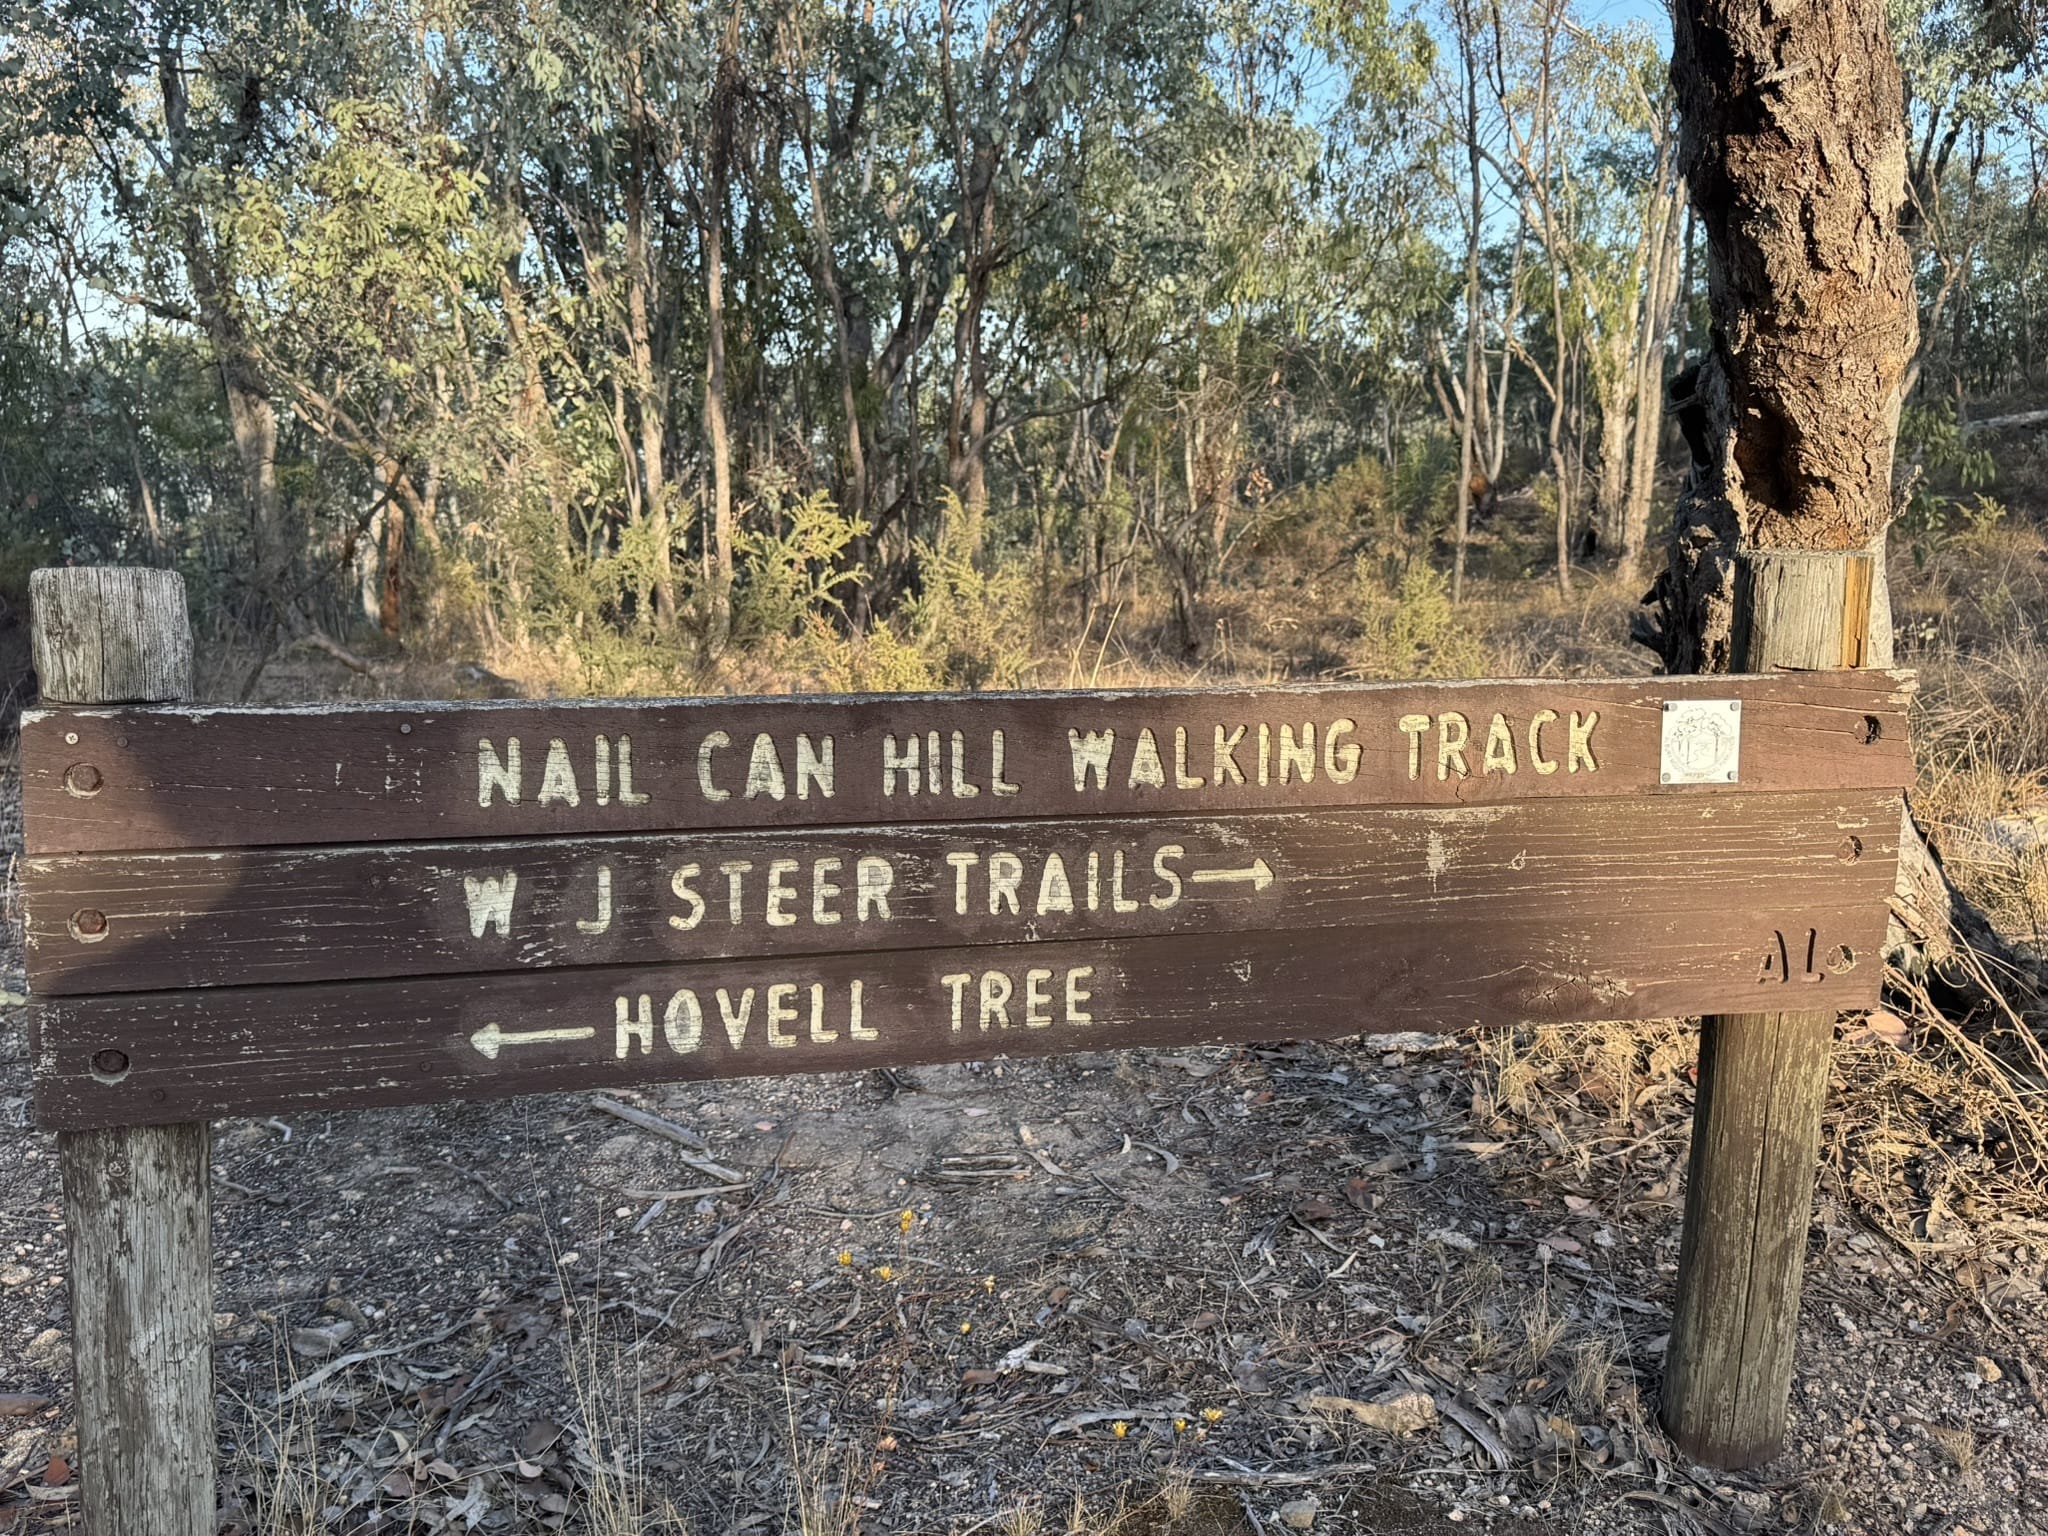 NAIL CAN HILL WALKING TRACK
W J STEER TRAILS→
← HOVELL TREE
AL